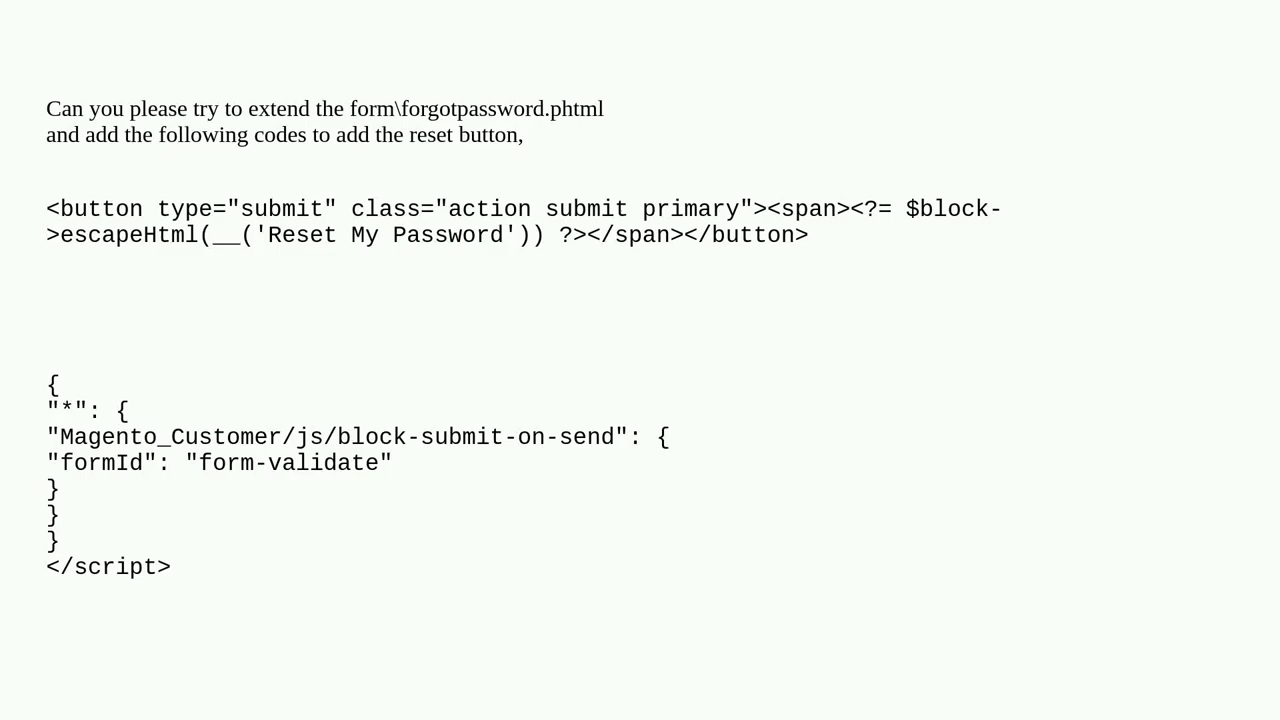 Can you please try to extend the form\forgotpassword.phtml
and add the following codes to add the reset button,
<button type="submit" class="action submit primary"><span><?= $block-
>escapeHtml(__('Reset My Password')) ?></span></button>
{
"*": {
"Magento_Customer/js/block-submit-on-send": {
"formId": "form-validate"
}
}
}
</script>